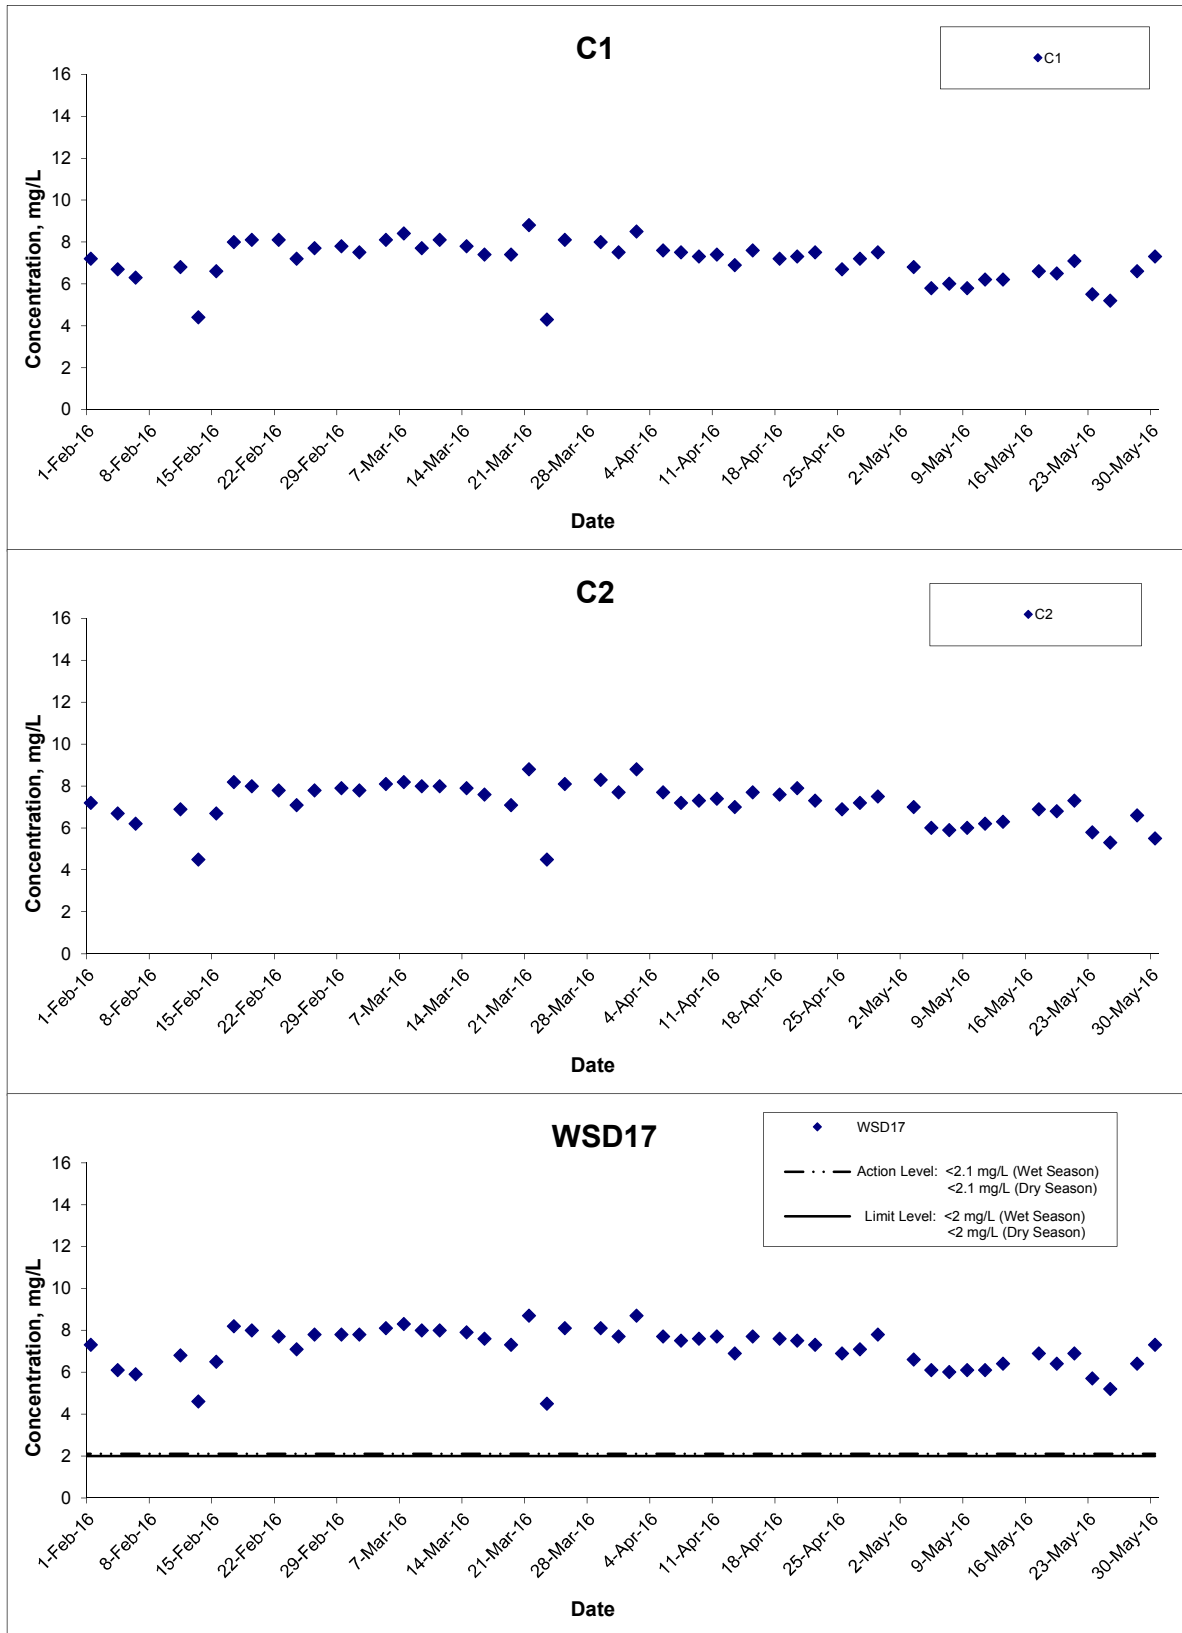 C1
C1
16
14
12
10
8
6
4
2
0
Concentration, mg/L
1-Feb-16
8-Feb-16
15-Feb-16
22-Feb-16
29-Feb-16
7-Mar-16
14-Mar-16
21-Mar-16
28-Mar-16
4-Apr-16
11-Apr-16
18-Apr-16
25-Apr-16
2-May-16
9-May-16
16-May-16
23-May-16
30-May-16
Date
C2
C2
16
14
12
10
8
6
4
2
0
Concentration, mg/L
1-Feb-16
8-Feb-16
15-Feb-16
22-Feb-16
29-Feb-16
7-Mar-16
14-Mar-16
21-Mar-16
28-Mar-16
4-Apr-16
11-Apr-16
18-Apr-16
25-Apr-16
2-May-16
9-May-16
16-May-16
23-May-16
30-May-16
Date
WSD17
WSD17
Action Level: <2.1 mg/L (Wet Season)
<2.1 mg/L (Dry Season)
Limit Level: <2 mg/L (Wet Season)
<2 mg/L (Dry Season)
16
14
12
10
8
6
4
2
0
Concentration, mg/L
1-Feb-16
8-Feb-16
15-Feb-16
22-Feb-16
29-Feb-16
7-Mar-16
14-Mar-16
21-Mar-16
28-Mar-16
4-Apr-16
11-Apr-16
18-Apr-16
25-Apr-16
2-May-16
9-May-16
16-May-16
23-May-16
30-May-16
Date